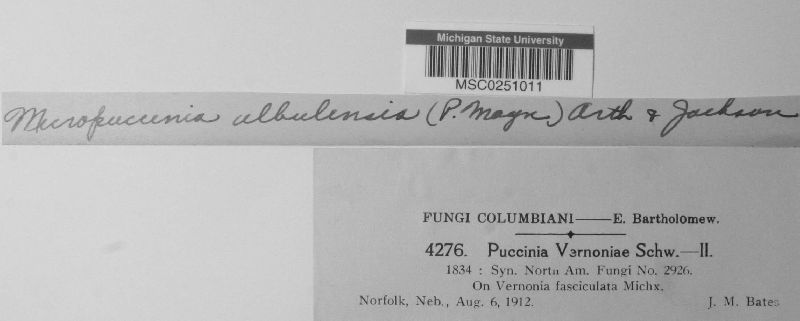 Michigan State University
MSC0251011
Micropuccinia albulensis (P. Magn.) Arth & Jackson
FUNGI COLUMBIANI—E. Bartholomew.
4276. Puccinia Vernoniae Schw.—II.
1834 : Syn. North Am. Fungi No. 2926.
On Vernonia fasciculata Michx.
Norfolk, Neb., Aug. 6, 1912. J. M. Bates